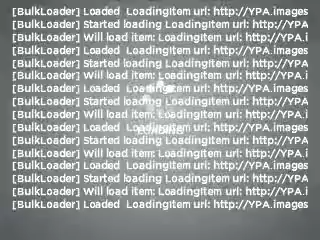 [BulkLoader] Loaded  LoadingItem url: http://YPA.images
[BulkLoader] Started loading LoadingItem url: http://YPA
[BulkLoader] Will load item: LoadingItem url: http://YPA.i
[BulkLoader] Loaded  LoadingItem url: http://YPA.images
[BulkLoader] Started loading LoadingItem url: http://YPA
[BulkLoader] Will load item: LoadingItem url: http://YPA.i
[BulkLoader] Loaded  LoadingItem url: http://YPA.images
[BulkLoader] Started loading LoadingItem url: http://YPA
[BulkLoader] Will load item: LoadingItem url: http://YPA.i
[BulkLoader] Loaded  LoadingItem url: http://YPA.images
LOADING
[BulkLoader] Started loading LoadingItem url: http://YPA
[BulkLoader] Will load item: LoadingItem url: http://YPA.i
[BulkLoader] Loaded  LoadingItem url: http://YPA.images
[BulkLoader] Started loading LoadingItem url: http://YPA
[BulkLoader] Will load item: LoadingItem url: http://YPA.i
[BulkLoader] Loaded  LoadingItem url: http://YPA.images